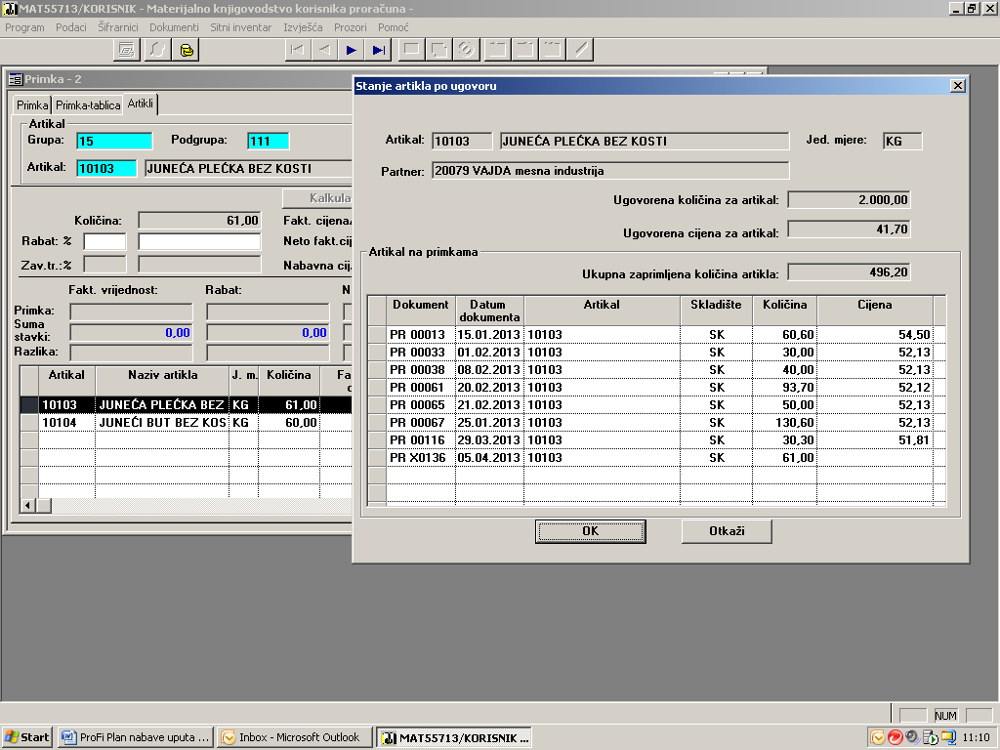 MAT55713/KORISNIK - Materijalno knjigovodstvo korisnika proračuna -
Program Podaci Šifrarnici Dokumenti Sitni inventar Izvješća Prozori Pomoć
Primka - 2
Primka Primka-tablica Artikli
Artikal
Grupa: 15 Podgrupa: 111
Artikal: 10103 JUNEĆA PLEĆKA BEZ KOSTI
Kalkula
Količina: 61,00 Fakt. cijena
Rabat: % Neto fakt.cij
Zav.tr.:% Nabavna cij.
Fakt. vrijednost: Rabat: N
Primka:
Suma stavki: 0,00 0,00
Razlika:
Artikal Naziv artikla J. m. Količina Fa
10103 JUNEĆA PLEĆKA BEZ KG 61,00
10104 JUNEĆI BUT BEZ KOS KG 60,00
Stanje artikla po ugovoru
Artikal: 10103 JUNEĆA PLEĆKA BEZ KOSTI Jed. mjere: KG
Partner: 20079 VAJDA mesna industrija
Ugovorena količina za artikal: 2.000,00
Ugovorena cijena za artikal: 41,70
Artikal na primkama
Ukupna zaprimljena količina artikla: 496,20
Dokument Datum dokumenta Artikal Skladište Količina Cijena
PR 00013 15.01.2013 10103 SK 60,60 54,50
PR 00033 01.02.2013 10103 SK 30,00 52,13
PR 00038 08.02.2013 10103 SK 40,00 52,13
PR 00061 20.02.2013 10103 SK 93,70 52,12
PR 00065 21.02.2013 10103 SK 50,00 52,13
PR 00067 25.01.2013 10103 SK 130,60 52,13
PR 00116 29.03.2013 10103 SK 30,30 51,81
PR X0136 05.04.2013 10103 SK 61,00
OK Otkaži
NUM
Start ProFi Plan nabave uputa ... Inbox - Microsoft Outlook MAT55713/KORISNIK ... 11:10